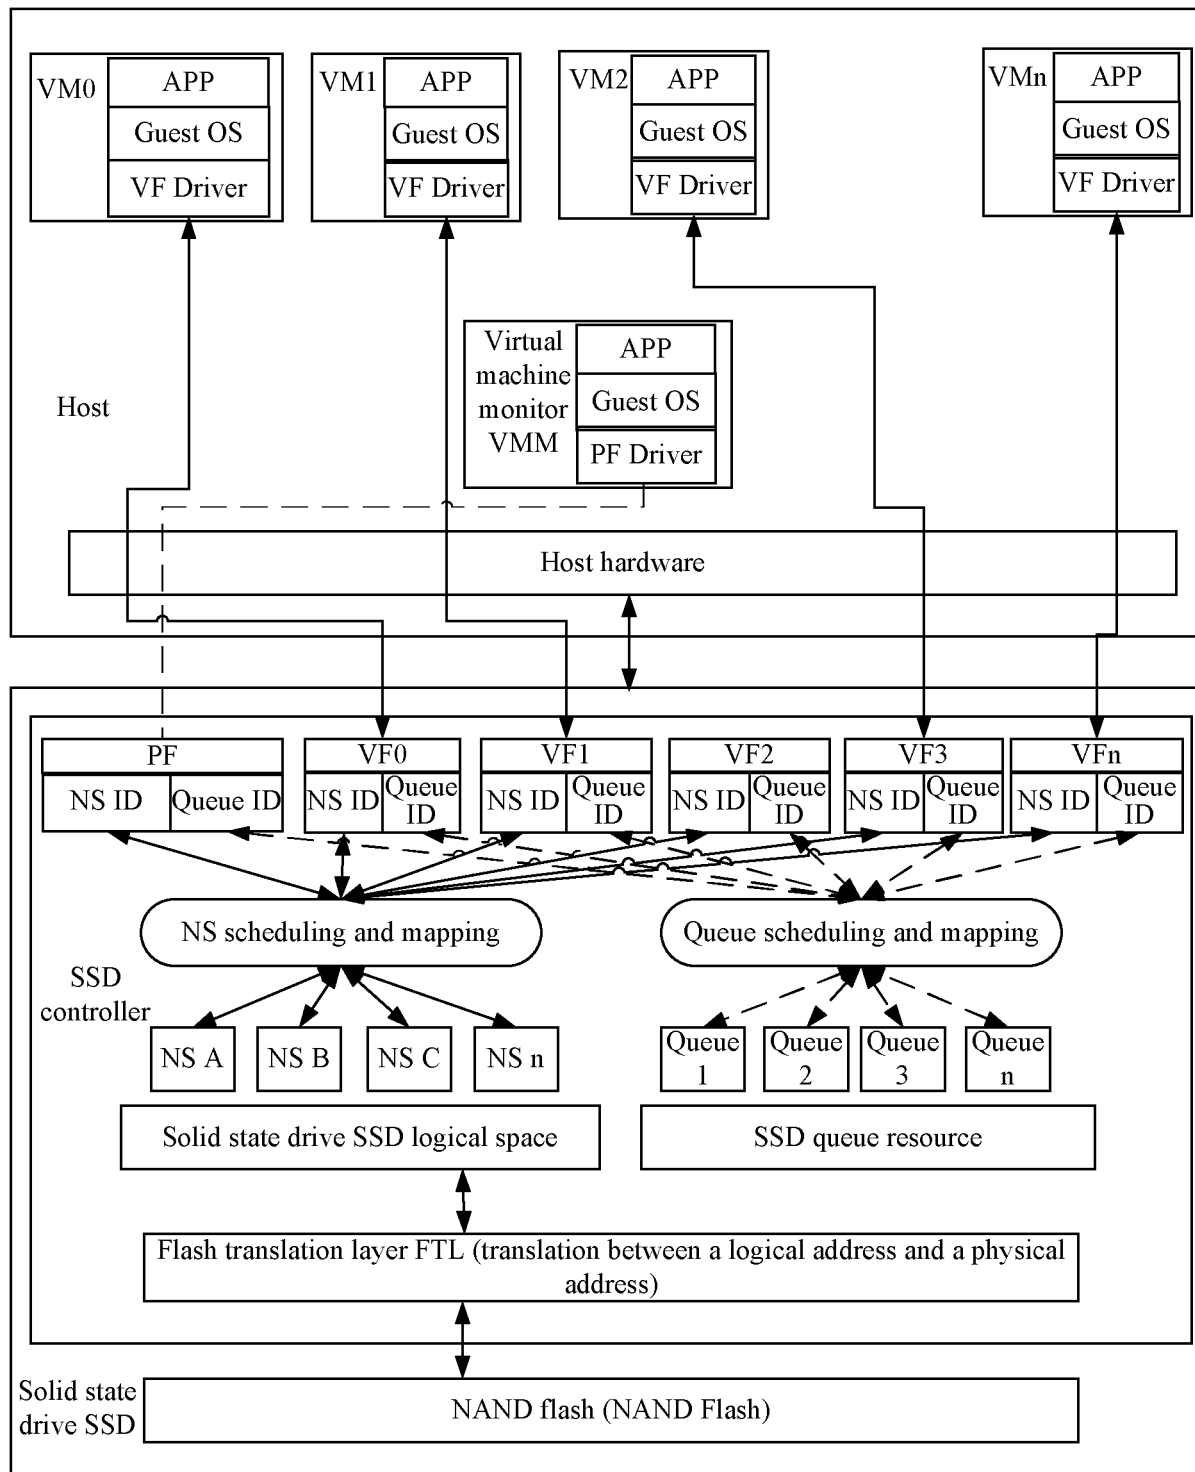 VM0
APP
Guest OS
VF Driver
VM1
APP
Guest OS
VF Driver
VM2
APP
Guest OS
VF Driver
VMn
APP
Guest OS
VF Driver
Virtual
machine
monitor
VMM
APP
Guest OS
PF Driver
Host
Host hardware
PF
NS ID
Queue ID
VF0
NS ID
Queue
ID
VF1
NS ID
Queue
ID
VF2
NS ID
Queue
ID
VF3
NS ID
Queue
ID
VFn
NS ID
Queue
ID
NS scheduling and mapping
Queue scheduling and mapping
SSD
controller
NS A
NS B
NS C
NS n
Queue
1
Queue
2
Queue
3
Queue
n
Solid state drive SSD logical space
SSD queue resource
Flash translation layer FTL (translation between a logical address and a physical
address)
Solid state
drive SSD
NAND flash (NAND Flash)